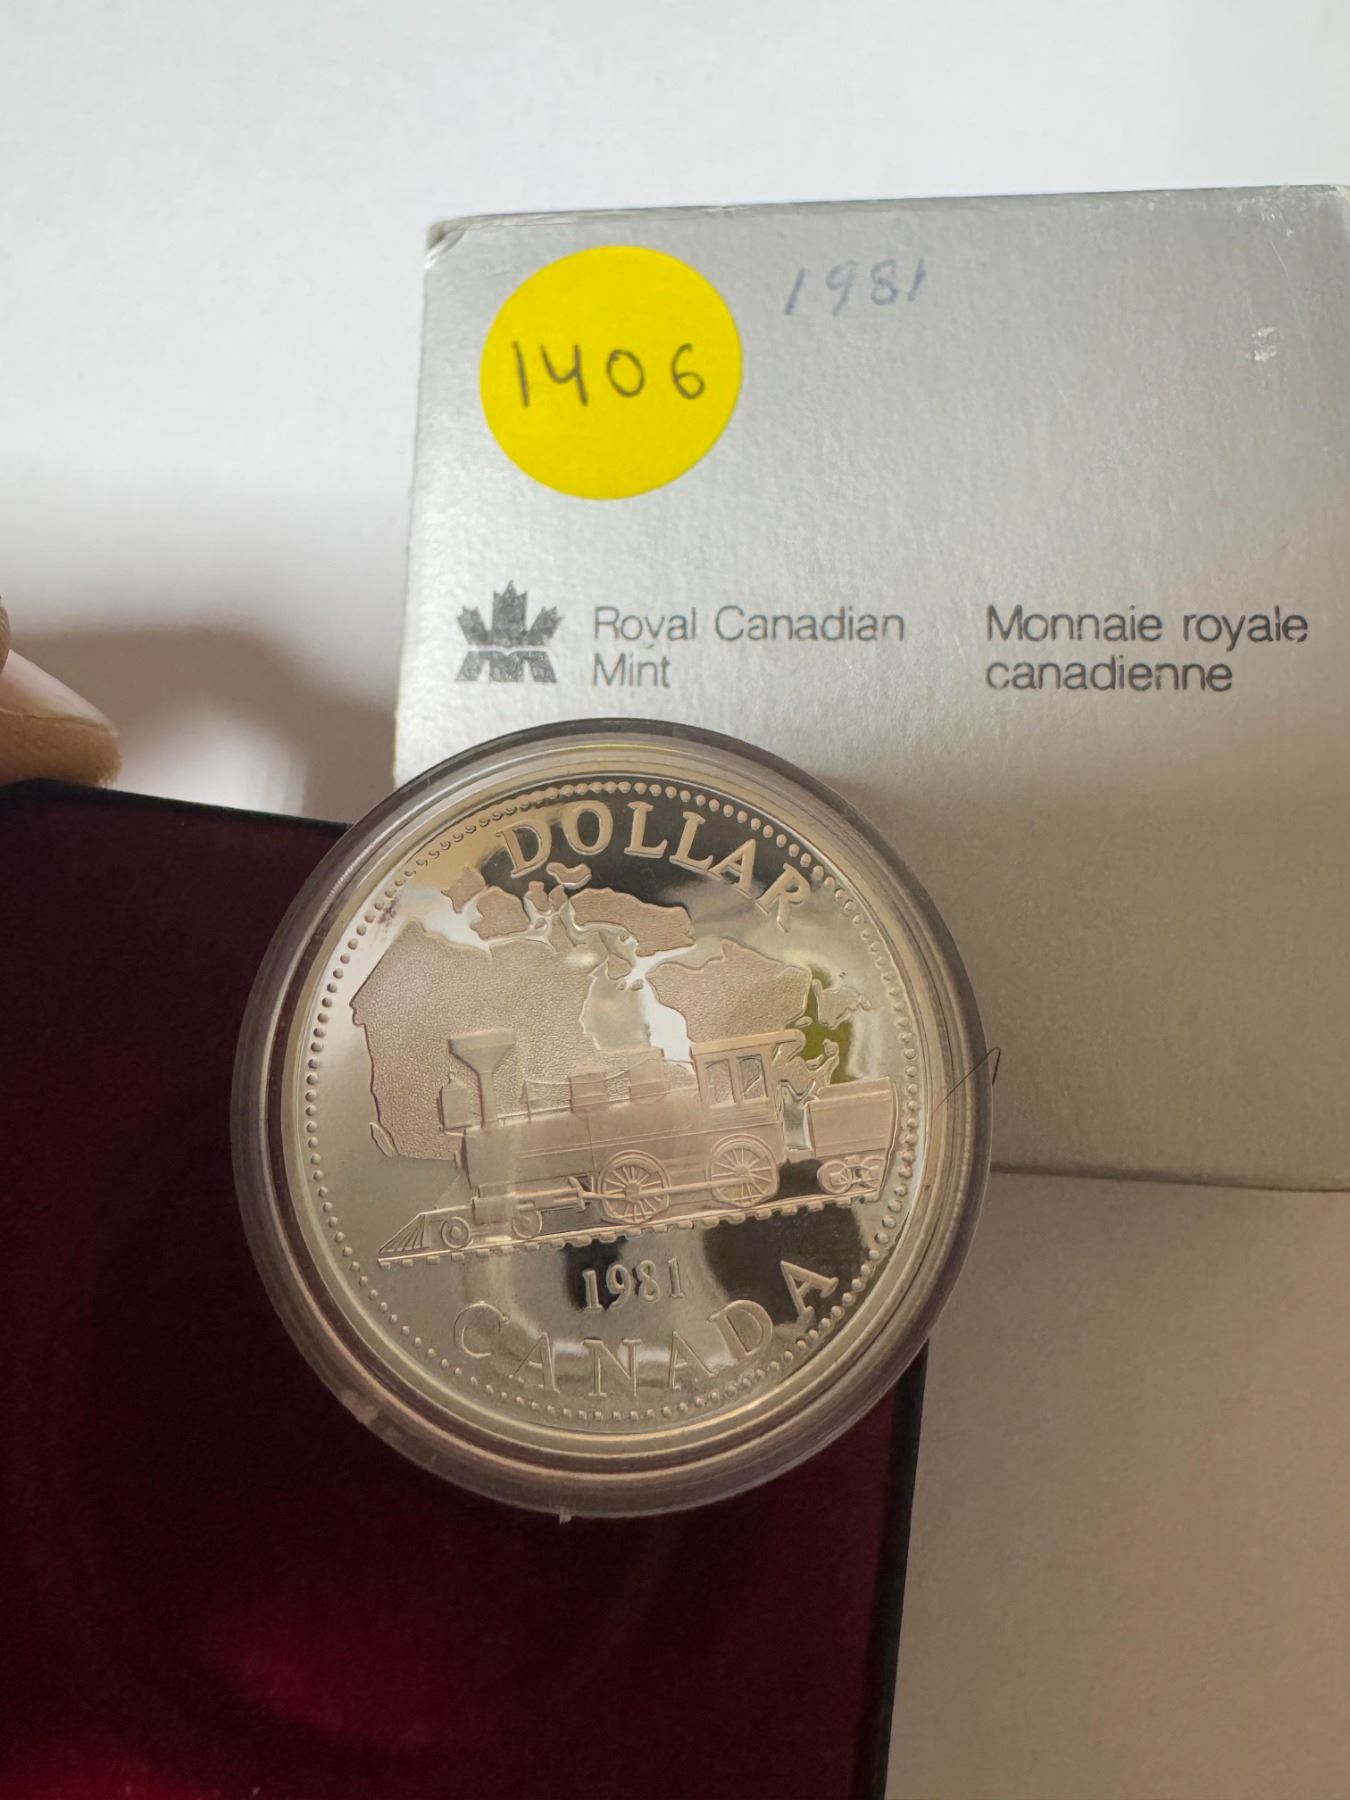 1981
1406
Royal Canadian
Mint
Monnaie royale
canadienne
DOLLAR
1981
CANADA